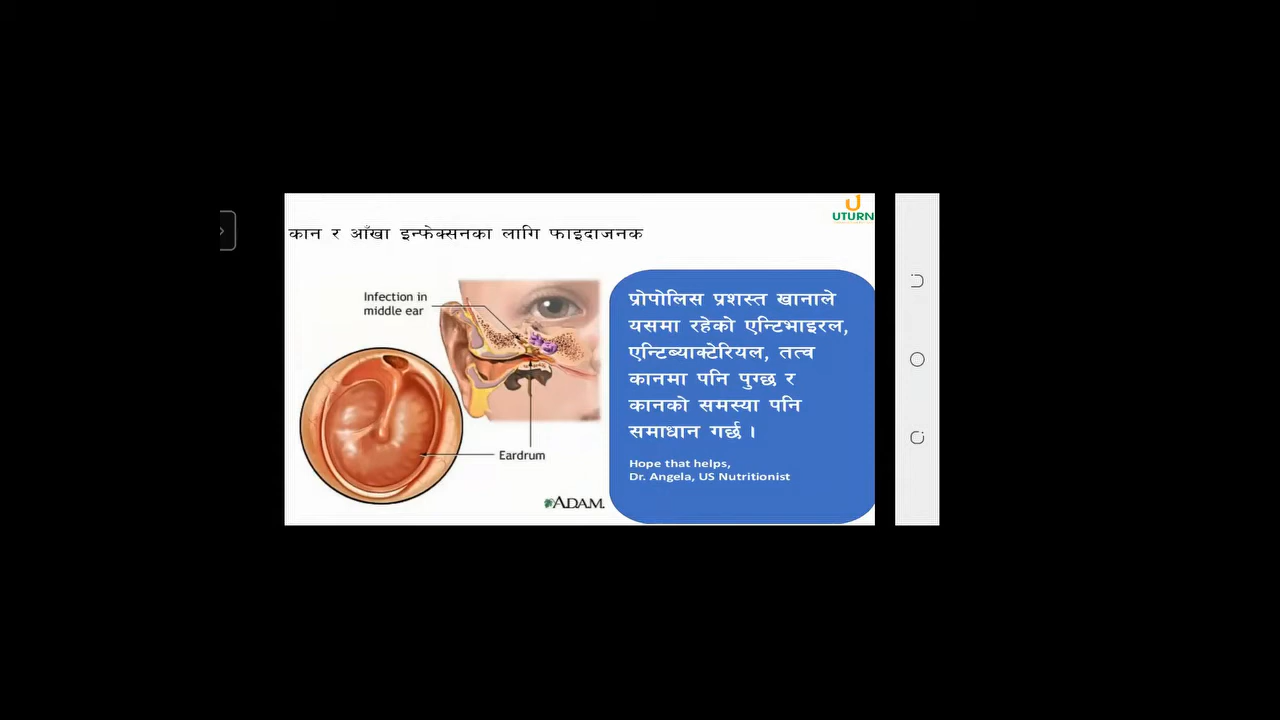 UTURN
कान र आँखा इन्फेक्सनका लागि फाइदाजनक
Infection in
middle ear
Eardrum
ADAM.
प्रोपोलिस प्रशस्त खानाले
यसमा रहेको एन्टिभाइरल,
एन्टिब्याक्टेरियल, तत्व
कानमा पनि पुग्छ र
कानको समस्या पनि
समाधान गर्छ ।
Hope that helps,
Dr. Angela, US Nutritionist